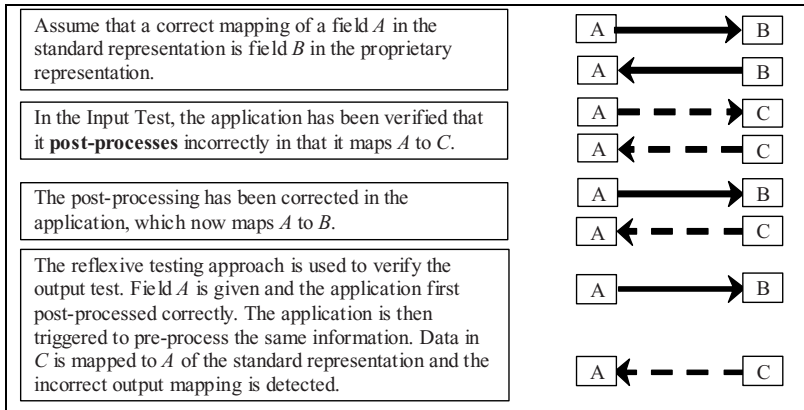 Assume that a correct mapping of a field A in the
standard representation is field B in the proprietary
representation.
A B
A B
In the Input Test, the application has been verified that
it post-processes incorrectly in that it maps A to C.
A C
A C
The post-processing has been corrected in the
application, which now maps A to B.
A B
A C
The reflexive testing approach is used to verify the
output test. Field A is given and the application first
post-processed correctly. The application is then
triggered to pre-process the same information. Data in
C is mapped to A of the standard representation and the
incorrect output mapping is detected.
A B
A C